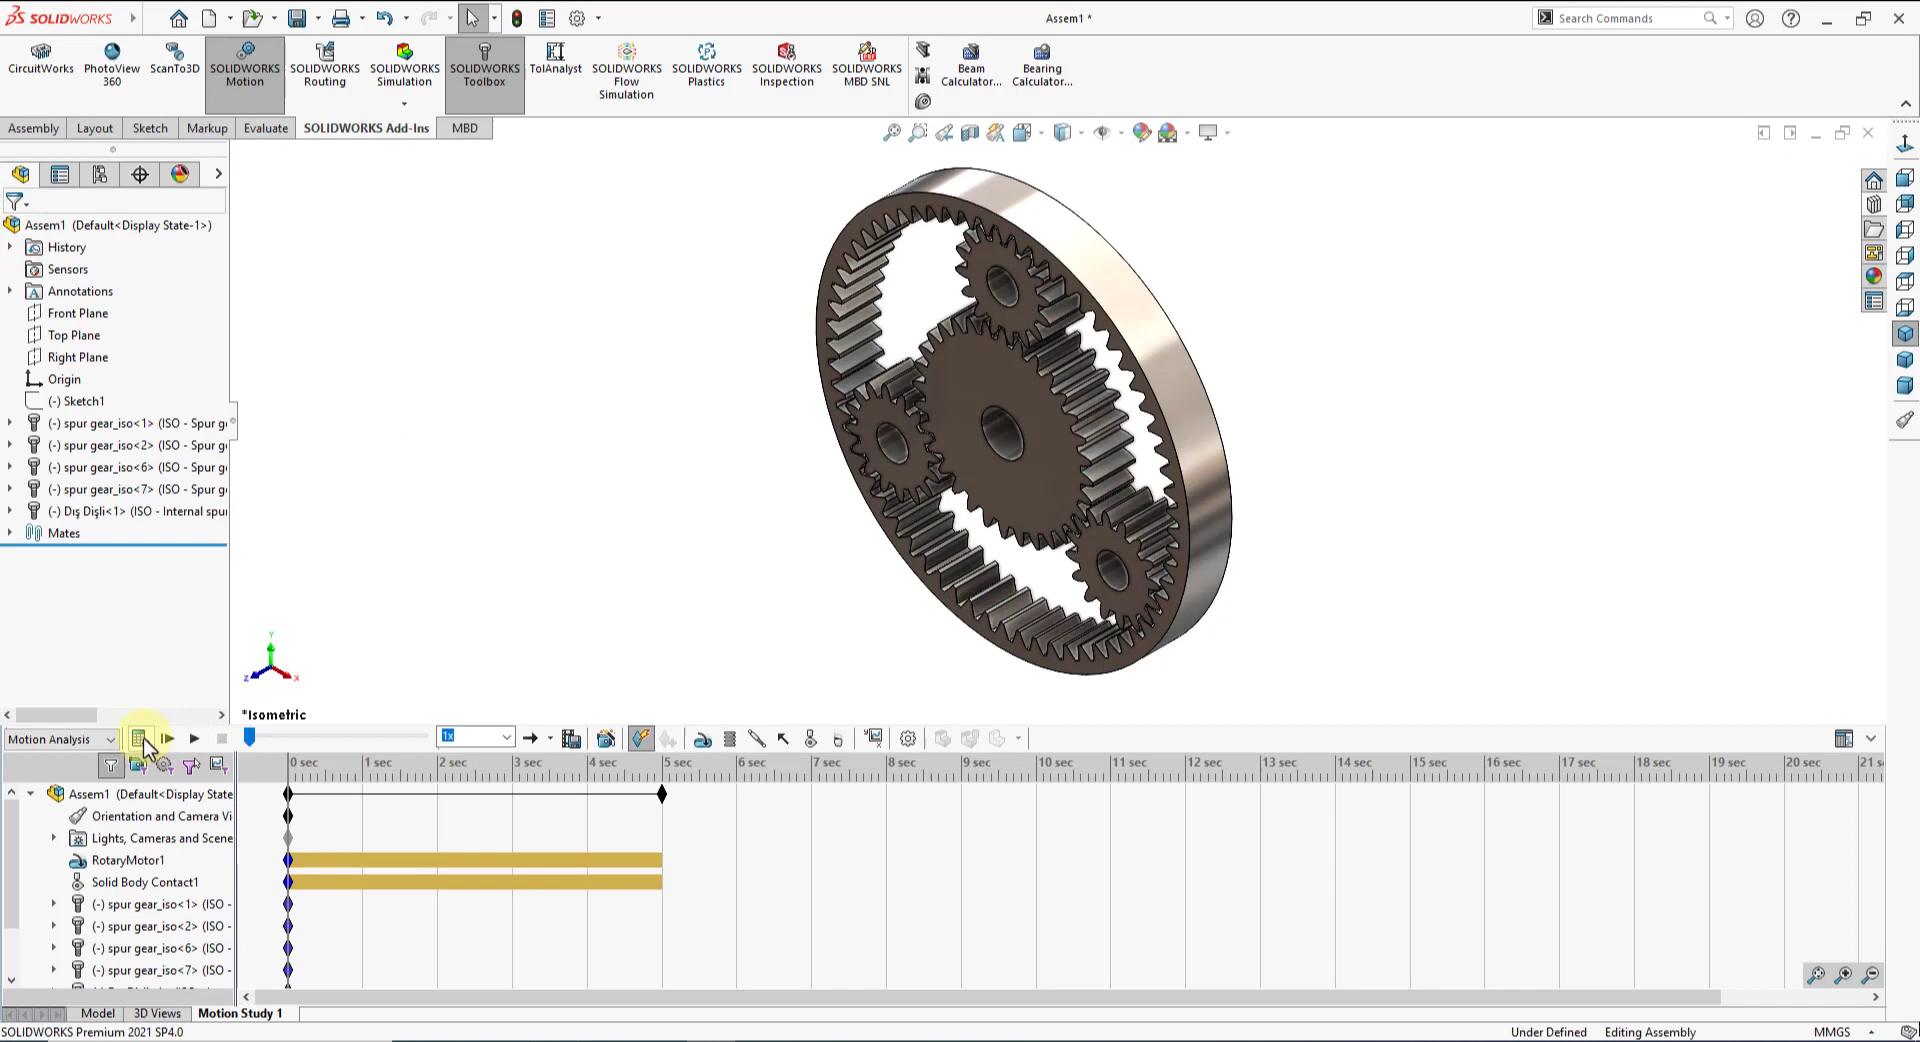 SOLIDWORKS
Assem1 *
Search Commands
CircuitWorks
PhotoView 360
ScanTo3D
SOLIDWORKS Motion
SOLIDWORKS Routing
SOLIDWORKS Simulation
SOLIDWORKS Toolbox
TolAnalyst
SOLIDWORKS Flow Simulation
SOLIDWORKS Plastics
SOLIDWORKS Inspection
SOLIDWORKS MBD SNL
Beam Calculator...
Bearing Calculator...
Assembly
Layout
Sketch
Markup
Evaluate
SOLIDWORKS Add-Ins
MBD
Assem1 (Default<Display State-1>)
History
Sensors
Annotations
Front Plane
Top Plane
Right Plane
Origin
(-) Sketch1
(-) spur gear_iso<1> (ISO - Spur g
(-) spur gear_iso<2> (ISO - Spur g
(-) spur gear_iso<6> (ISO - Spur g
(-) spur gear_iso<7> (ISO - Spur g
(-) Dış Dişli<1> (ISO - Internal spu
Mates
Y
Z
X
*Isometric
Motion Analysis
1x
0 sec
1 sec
2 sec
3 sec
4 sec
5 sec
6 sec
7 sec
8 sec
9 sec
10 sec
11 sec
12 sec
13 sec
14 sec
15 sec
16 sec
17 sec
18 sec
19 sec
20 sec
21 s
Assem1 (Default<Display State
Orientation and Camera Vi
Lights, Cameras and Scene
RotaryMotor1
Solid Body Contact1
(-) spur gear_iso<1> (ISO -
(-) spur gear_iso<2> (ISO -
(-) spur gear_iso<6> (ISO -
(-) spur gear_iso<7> (ISO -
Model
3D Views
Motion Study 1
SOLIDWORKS Premium 2021 SP4.0
Under Defined
Editing Assembly
MMGS